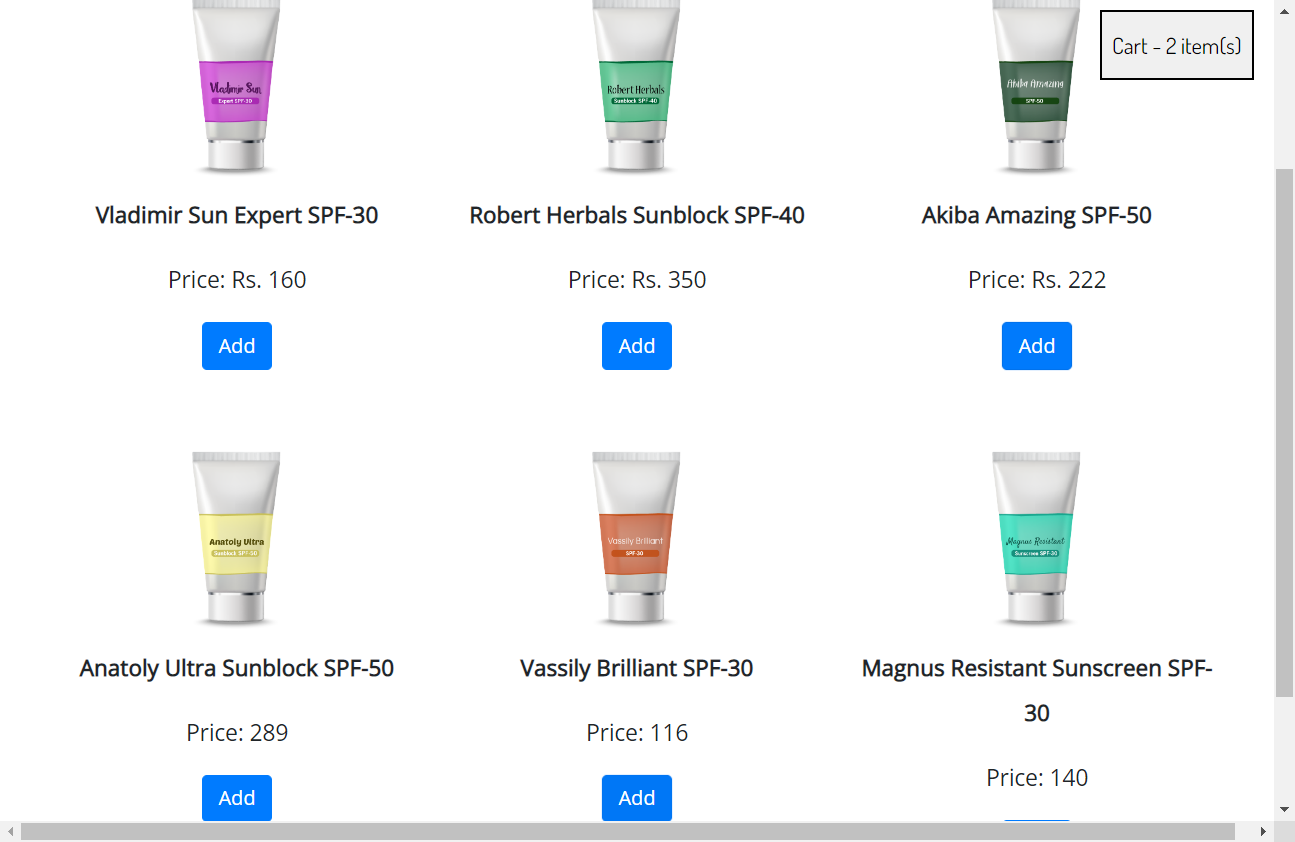 Cart - 2 item(s)
Vladimir Sun
Expert SPF-30
Robert Herbals
Sunblock SPF-40
Akiba Amazing
SPF-50
Vladimir Sun Expert SPF-30
Robert Herbals Sunblock SPF-40
Akiba Amazing SPF-50
Price: Rs. 160
Price: Rs. 350
Price: Rs. 222
Add
Add
Add
Anatoly Ultra
Sunblock SPF-50
Vassily Brilliant
SPF-30
Magnus Resistant
Sunscreen SPF-30
Anatoly Ultra Sunblock SPF-50
Vassily Brilliant SPF-30
Magnus Resistant Sunscreen SPF-
30
Price: 289
Price: 116
Price: 140
Add
Add